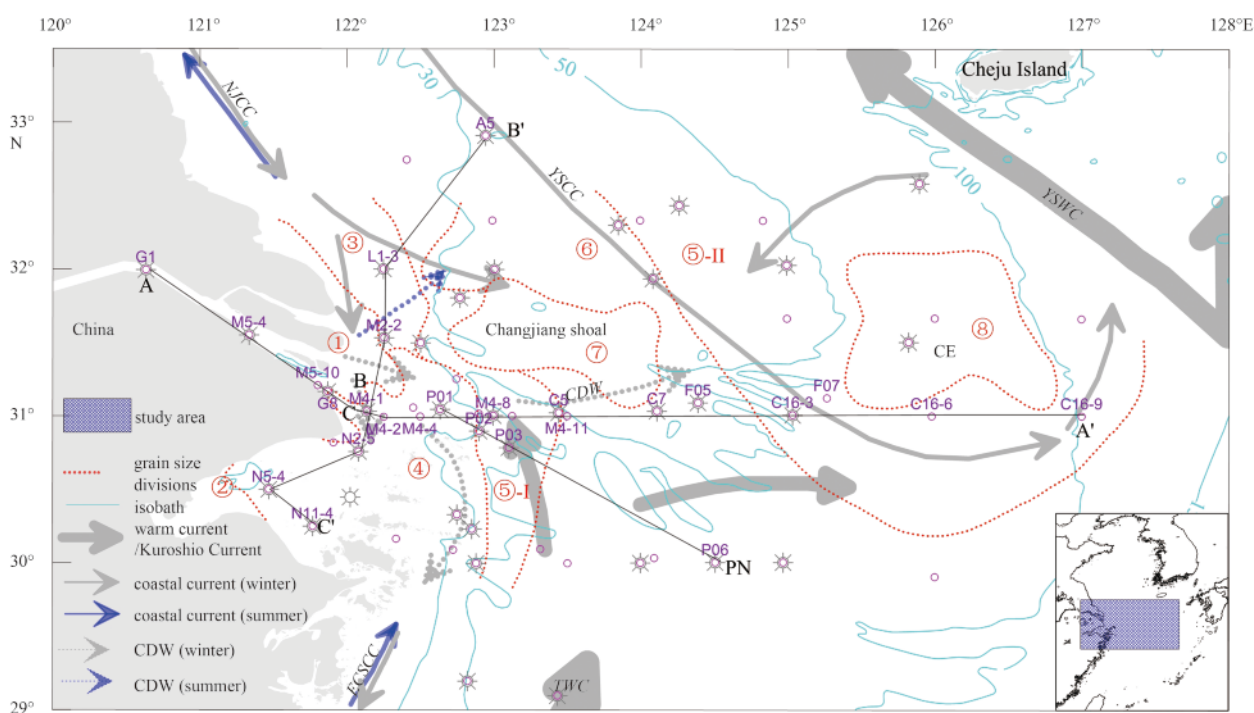 120° 121° 122° 123° 124° 125° 126° 127° 128°E
50
30
Cheju Island
NJCC
33°
N
A5 B'
YSCC
100
YSWC
③
⑥
⑤-II
G1
L1-3
32°
A
China
M5-4
M2-2
Changjiang shoal
①
⑦
⑧
CE
B
M5-10
CDW
G8
M4-1
P01
M4-8
C5
C7
F05
F07
31°
C
C16-3
C16-6
C16-9
M4-2
M4-4
P02
M4-11
A'
N2-5
P03
study area
④
N5-4
②
⑤-I
grain size
divisions
1
isobath
N11-4
C'
warm current
/Kuroshio Current
30°
P06
PN
coastal current (winter)
coastal current (summer)
CDW (winter)
ECSCC
TWC
CDW (summer)
29°